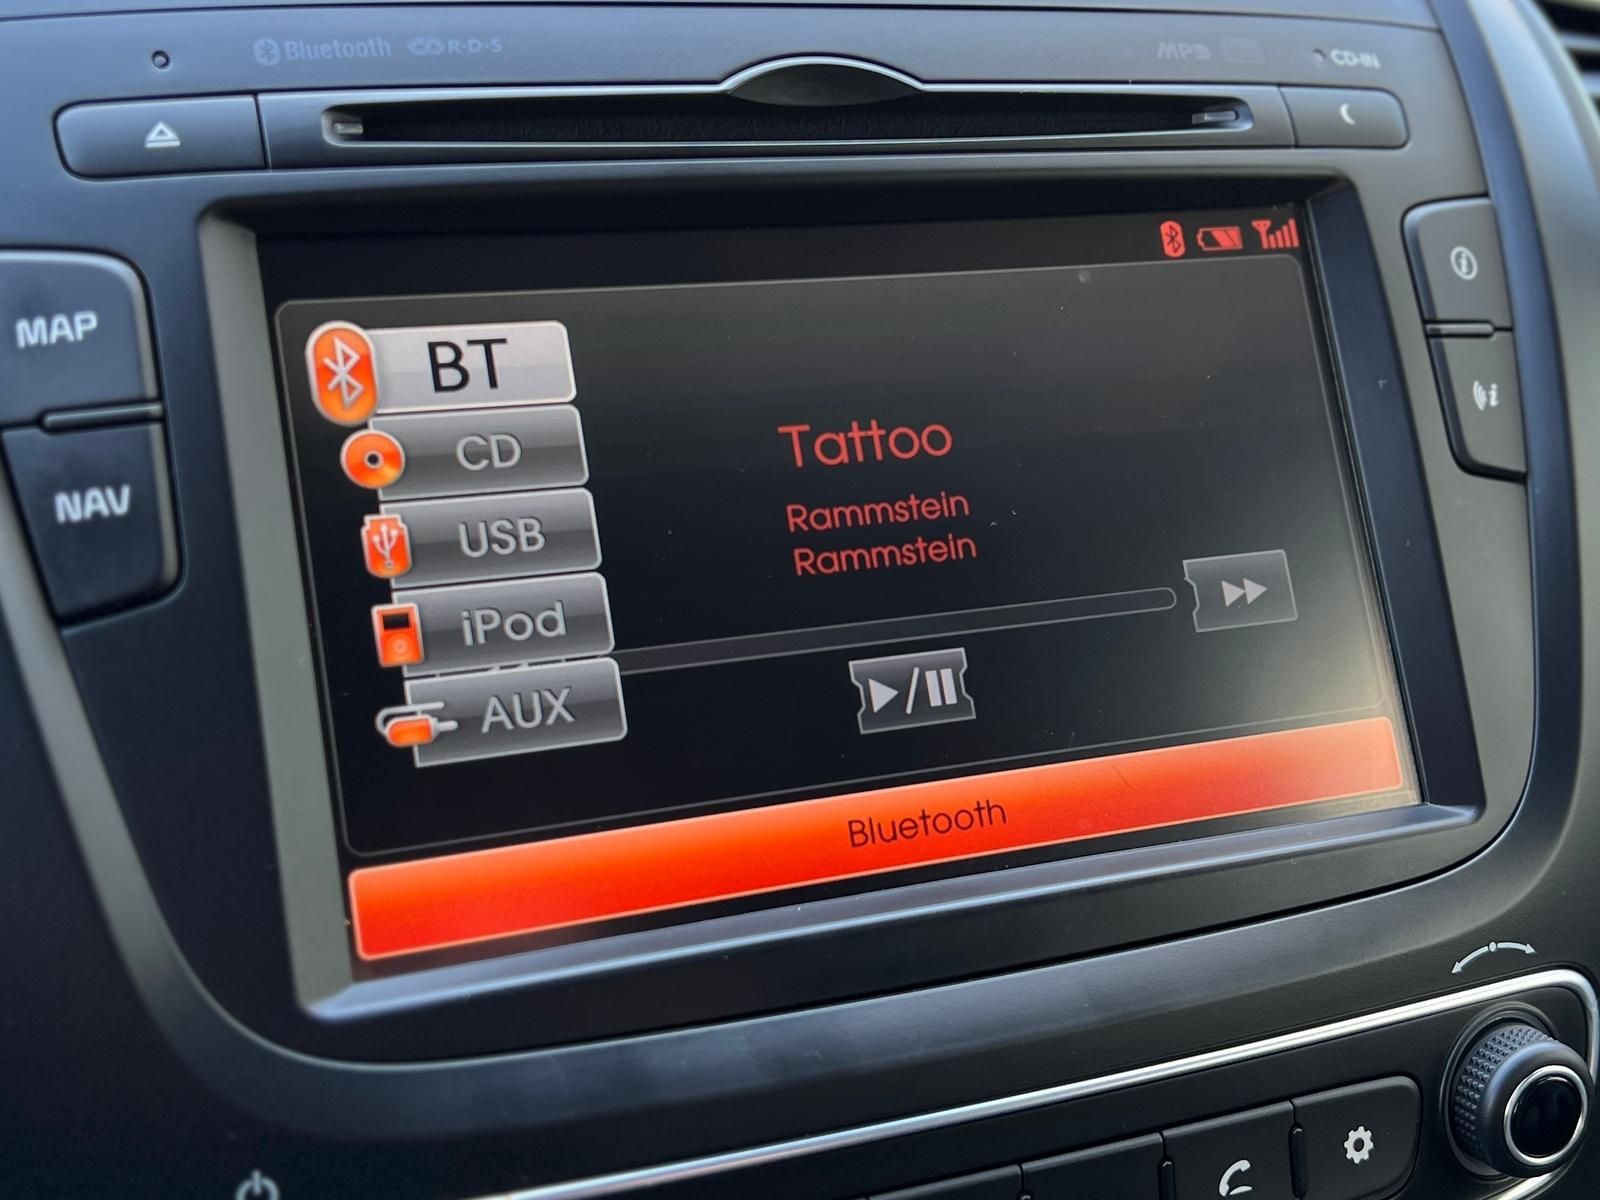 Bluetooth R·D·S MP3 CD-IN
MAP
NAV
BT
CD
USB
iPod
AUX
Tattoo
Rammstein
Rammstein
Bluetooth